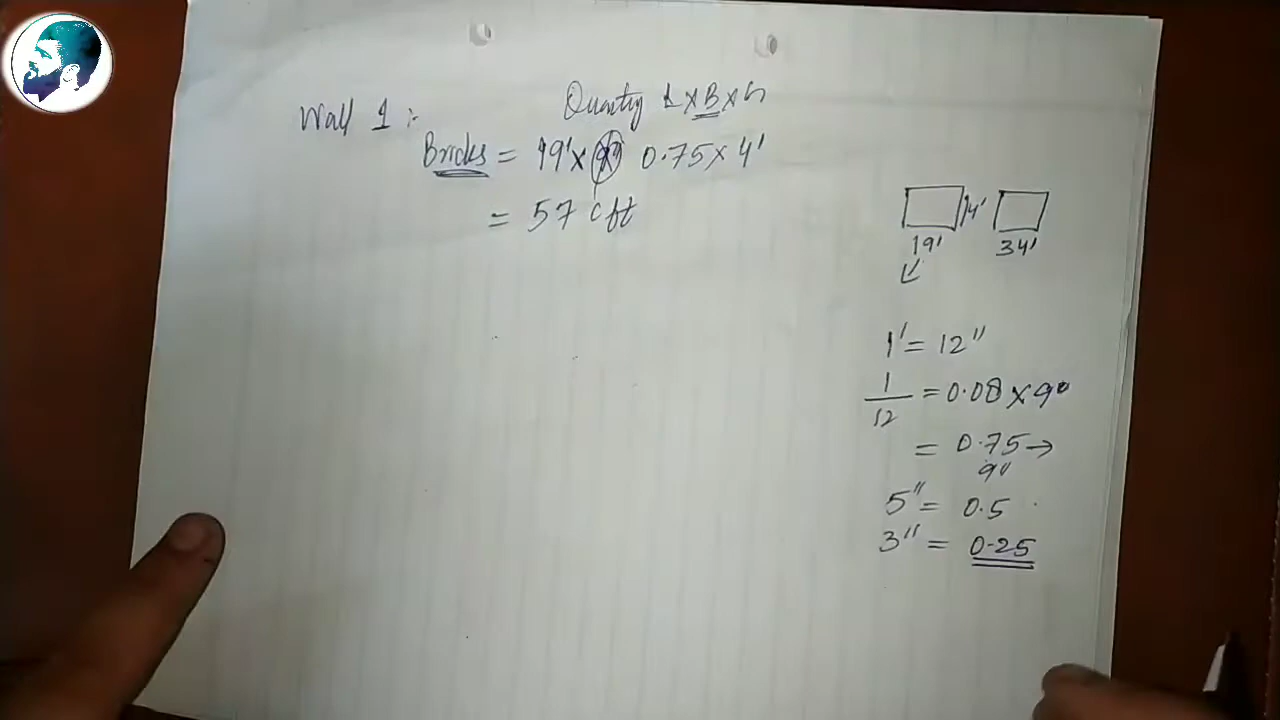 Quantity L×B×h
Wall 1 :-
Bricks = 19'× 0.75×4'
= 57 cft
4'
19' 34'
1' = 12"
1/12 = 0.08×9"
= 0.75→
9"
5" = 0.5
3" = 0.25